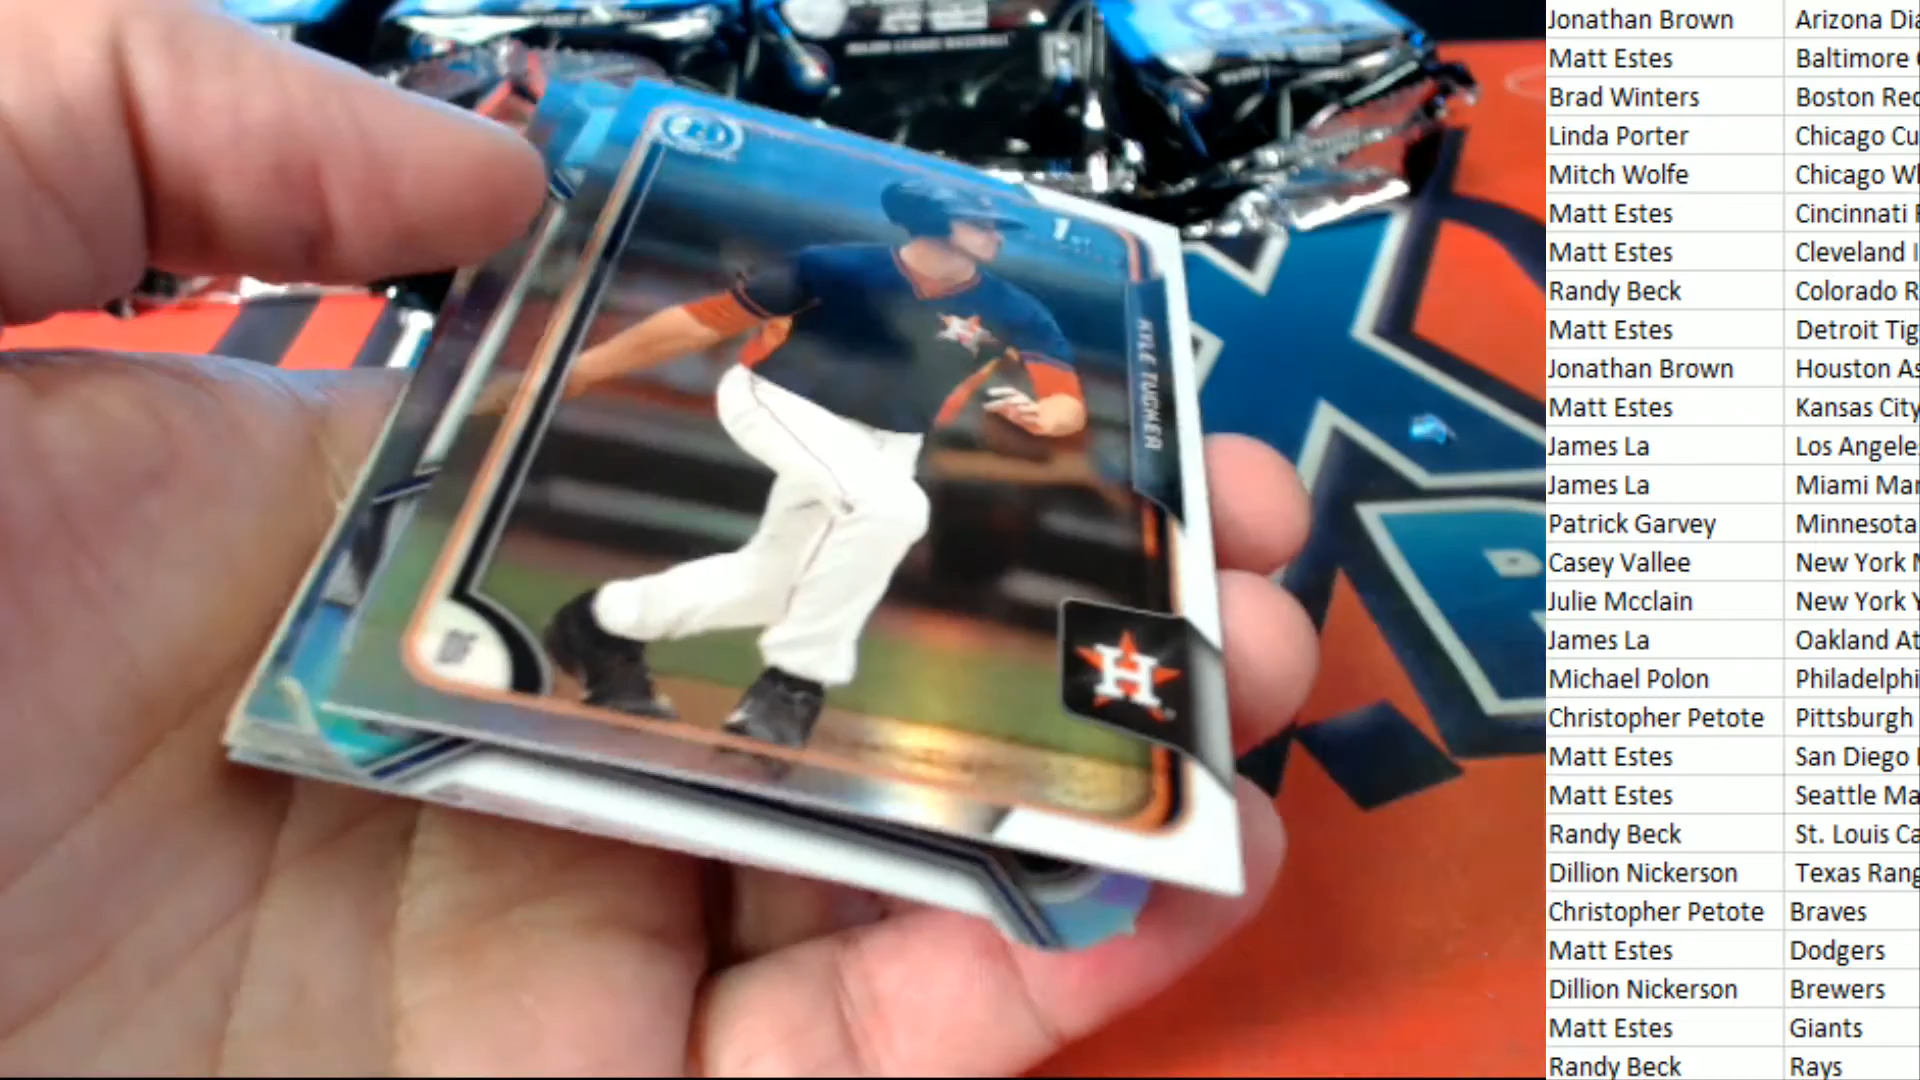 MAJOR LEAGUE BASEBALL
1ST
KYLE TUCKER
H
Jonathan Brown Arizona Dia
Matt Estes Baltimore
Brad Winters Boston Red
Linda Porter Chicago Cu
Mitch Wolfe Chicago Wh
Matt Estes Cincinnati
Matt Estes Cleveland I
Randy Beck Colorado R
Matt Estes Detroit Tig
Jonathan Brown Houston As
Matt Estes Kansas City
James La Los Angele
James La Miami Mar
Patrick Garvey Minnesota
Casey Vallee New York M
Julie Mcclain New York Y
James La Oakland At
Michael Polon Philadelphi
Christopher Petote Pittsburgh
Matt Estes San Diego
Matt Estes Seattle Ma
Randy Beck St. Louis Ca
Dillion Nickerson Texas Rang
Christopher Petote Braves
Matt Estes Dodgers
Dillion Nickerson Brewers
Matt Estes Giants
Randy Beck Rays